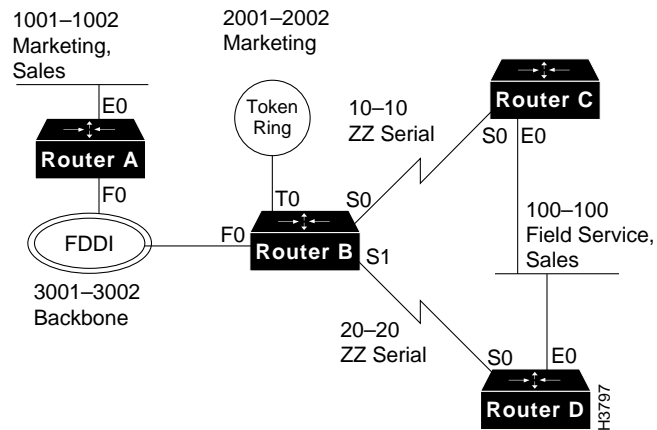 1001–1002
Marketing,
Sales
E0
Router A
F0
FDDI
3001–3002
Backbone
2001–2002
Marketing
Token
Ring
T0
F0
Router B
S0
S1
10–10
ZZ Serial
20–20
ZZ Serial
Router C
S0
E0
100–100
Field Service,
Sales
S0
E0
Router D
H3797